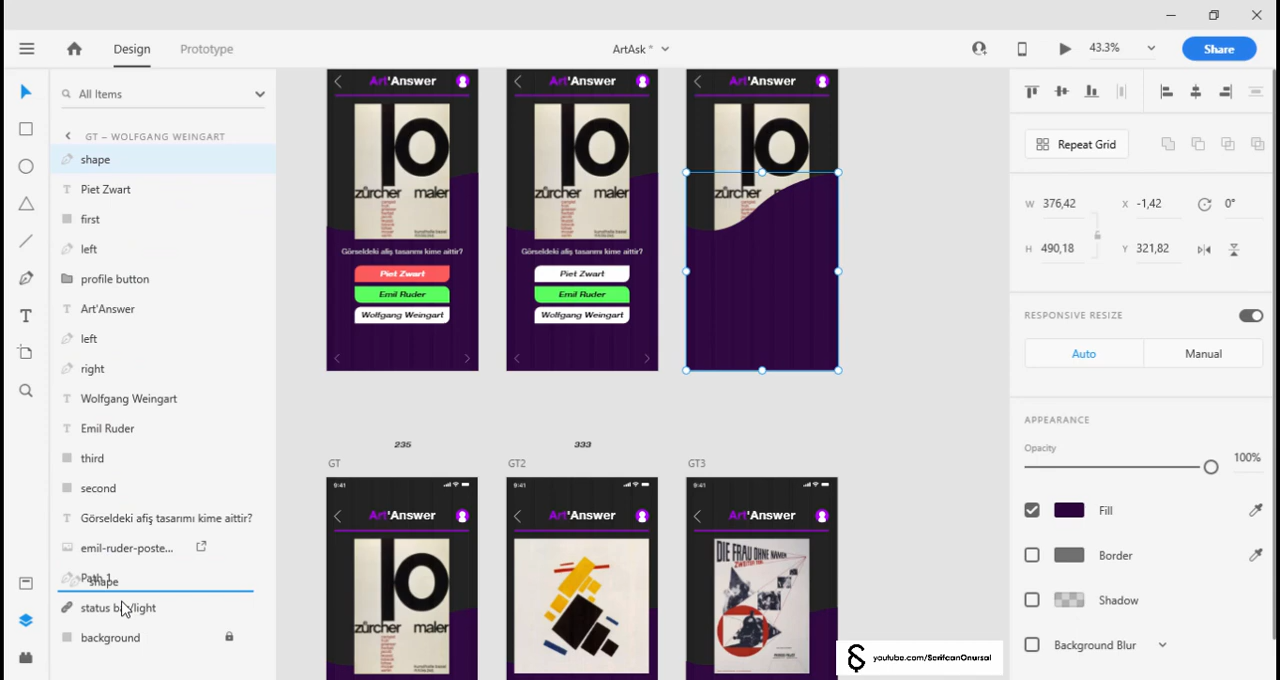 Design
Prototype
ArtAsk *
43.3%
Share
All Items
GT – WOLFGANG WEINGART
shape
Piet Zwart
first
left
profile button
Art'Answer
left
right
Wolfgang Weingart
Emil Ruder
third
second
Görseldeki afiş tasarımı kime aittir?
emil-ruder-poste...
Path 1
shape
status bar/light
background
Art'Answer
zürcher maler
Görseldeki afiş tasarımı kime aittir?
Piet Zwart
Emil Ruder
Wolfgang Weingart
Art'Answer
zürcher maler
Görseldeki afiş tasarımı kime aittir?
Piet Zwart
Emil Ruder
Wolfgang Weingart
Art'Answer
zürcher maler
235
333
GT
GT2
GT3
9:41
Art'Answer
zürcher maler
9:41
Art'Answer
9:41
Art'Answer
DIE FRAU OHNE NAMEN
ZWEITER TEIL
Repeat Grid
W 376,42
X -1,42
0°
H 490,18
Y 321,82
RESPONSIVE RESIZE
Auto
Manual
APPEARANCE
Opacity
100%
Fill
Border
Shadow
Background Blur
youtube.com/SerifcanOnursal